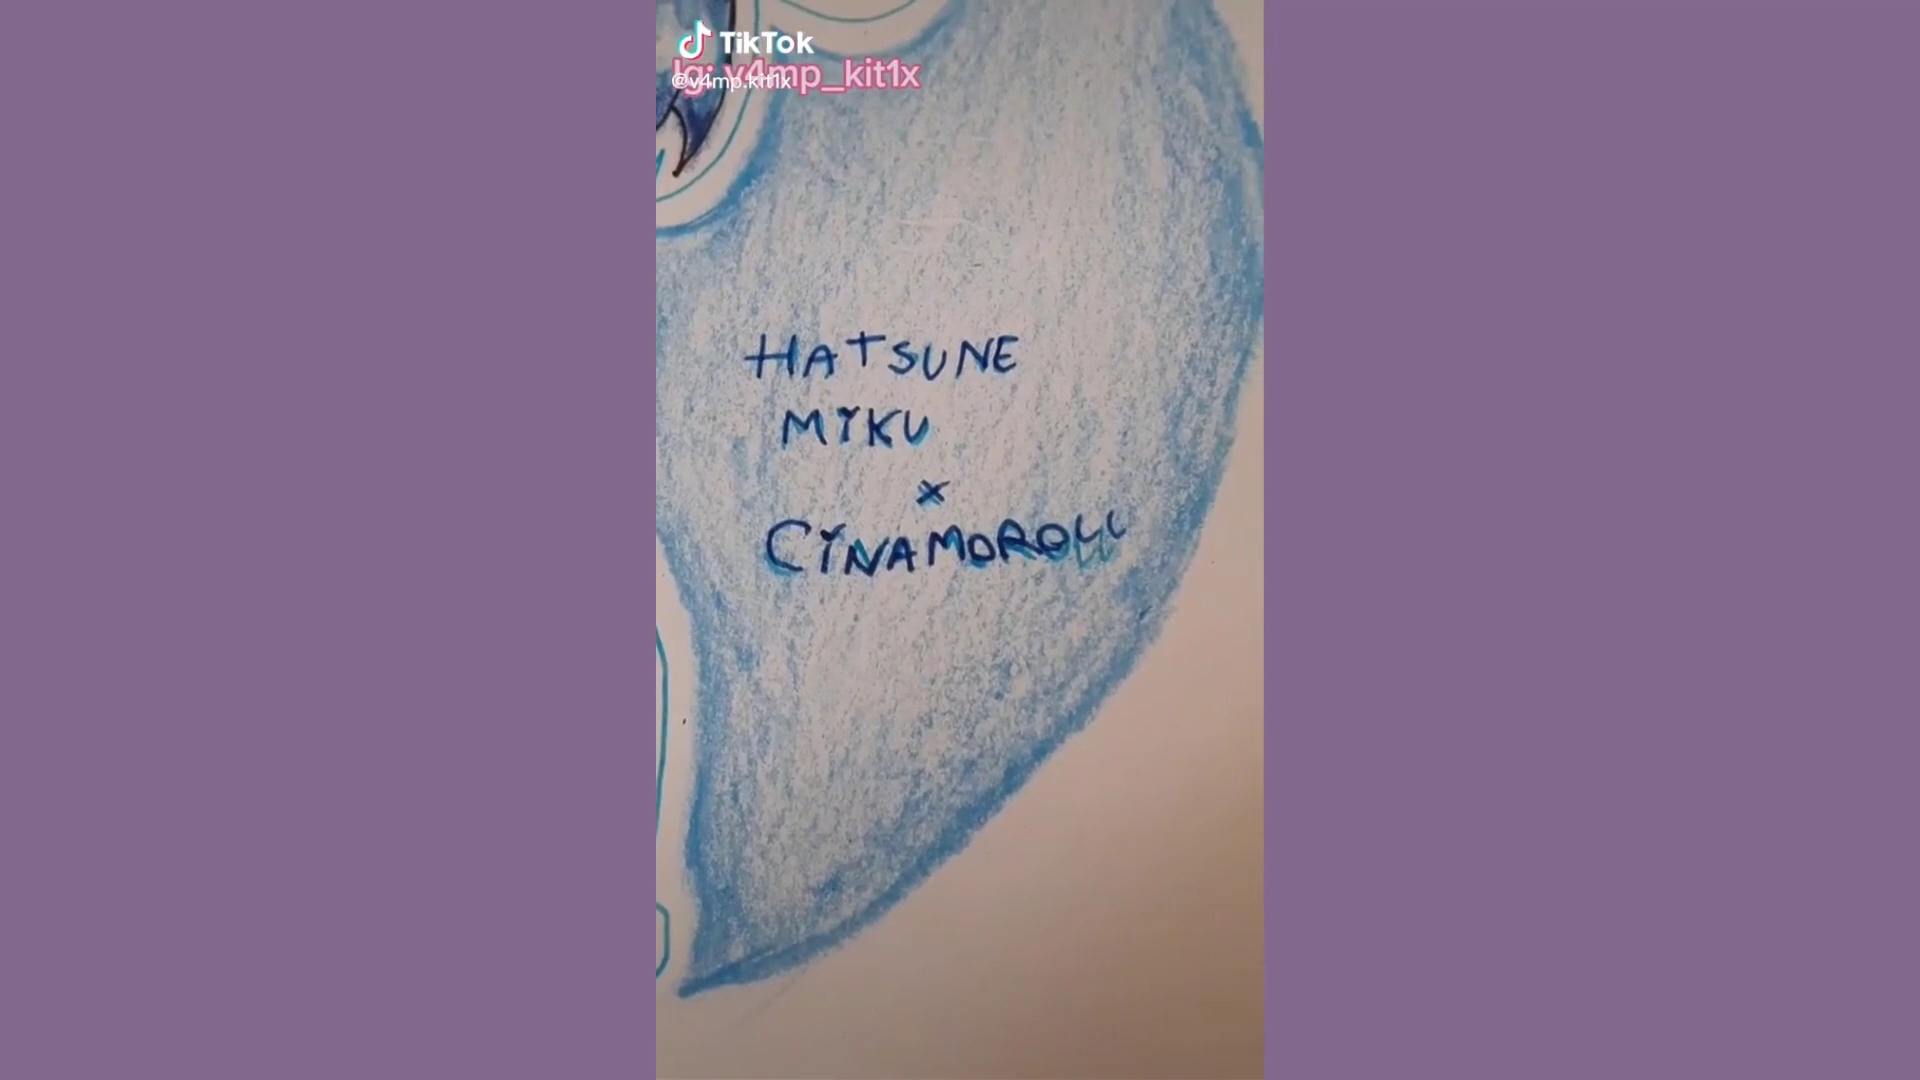 TikTok
Ig: v4mp_kit1x
@v4mp.kit1x
HATSUNE
MIKU
x
CINAMOROLL